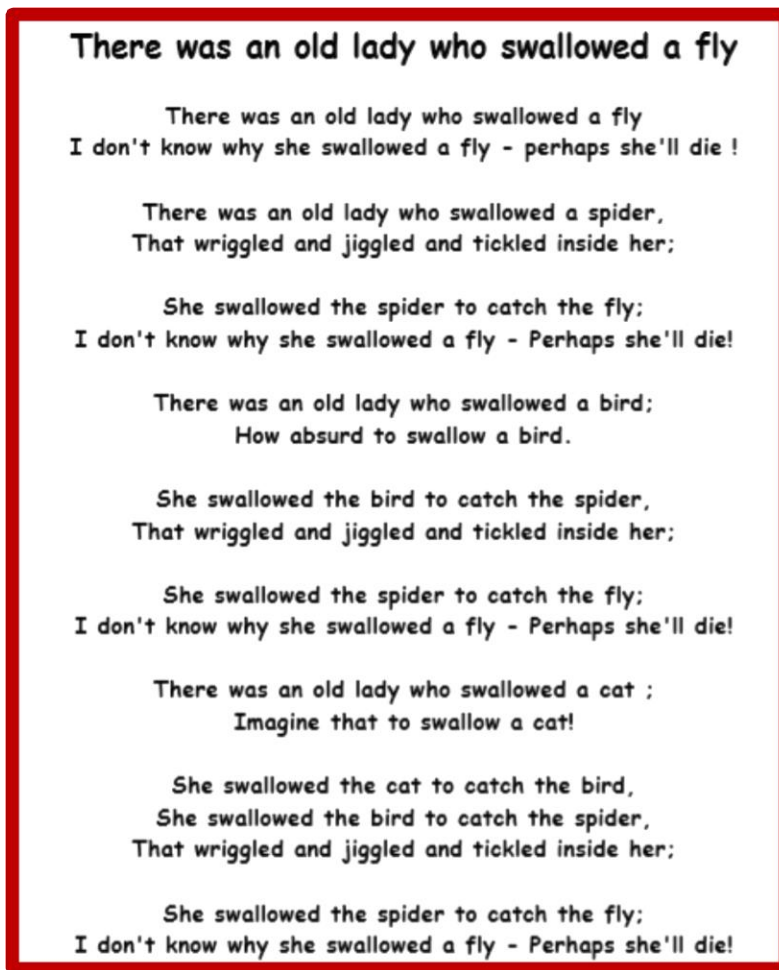 There was an old lady who swallowed a fly
There was an old lady who swallowed a fly
I don't know why she swallowed a fly - perhaps she'll die !
There was an old lady who swallowed a spider,
That wriggled and jiggled and tickled inside her;
She swallowed the spider to catch the fly;
I don't know why she swallowed a fly - Perhaps she'll die!
There was an old lady who swallowed a bird;
How absurd to swallow a bird.
She swallowed the bird to catch the spider,
That wriggled and jiggled and tickled inside her;
She swallowed the spider to catch the fly;
I don't know why she swallowed a fly - Perhaps she'll die!
There was an old lady who swallowed a cat ;
Imagine that to swallow a cat!
She swallowed the cat to catch the bird,
She swallowed the bird to catch the spider,
That wriggled and jiggled and tickled inside her;
She swallowed the spider to catch the fly;
I don't know why she swallowed a fly - Perhaps she'll die!